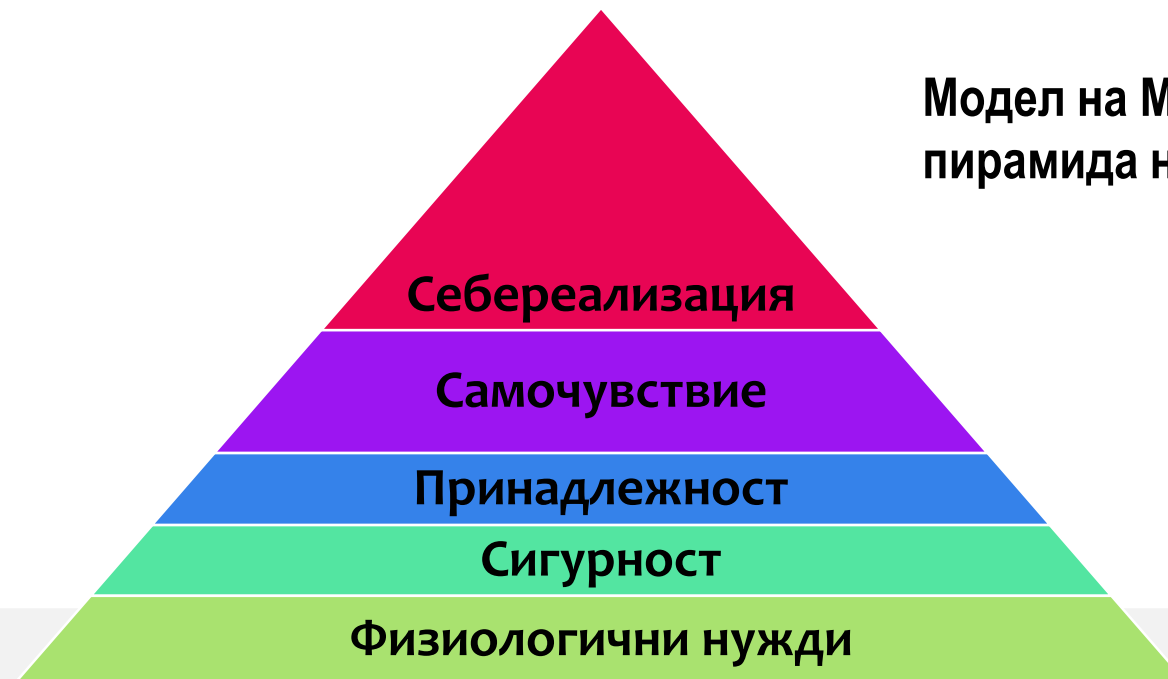 Модел на
пирамида
Себереализация
Самочувствие
Принадлежност
Сигурност
Физиологични нужди